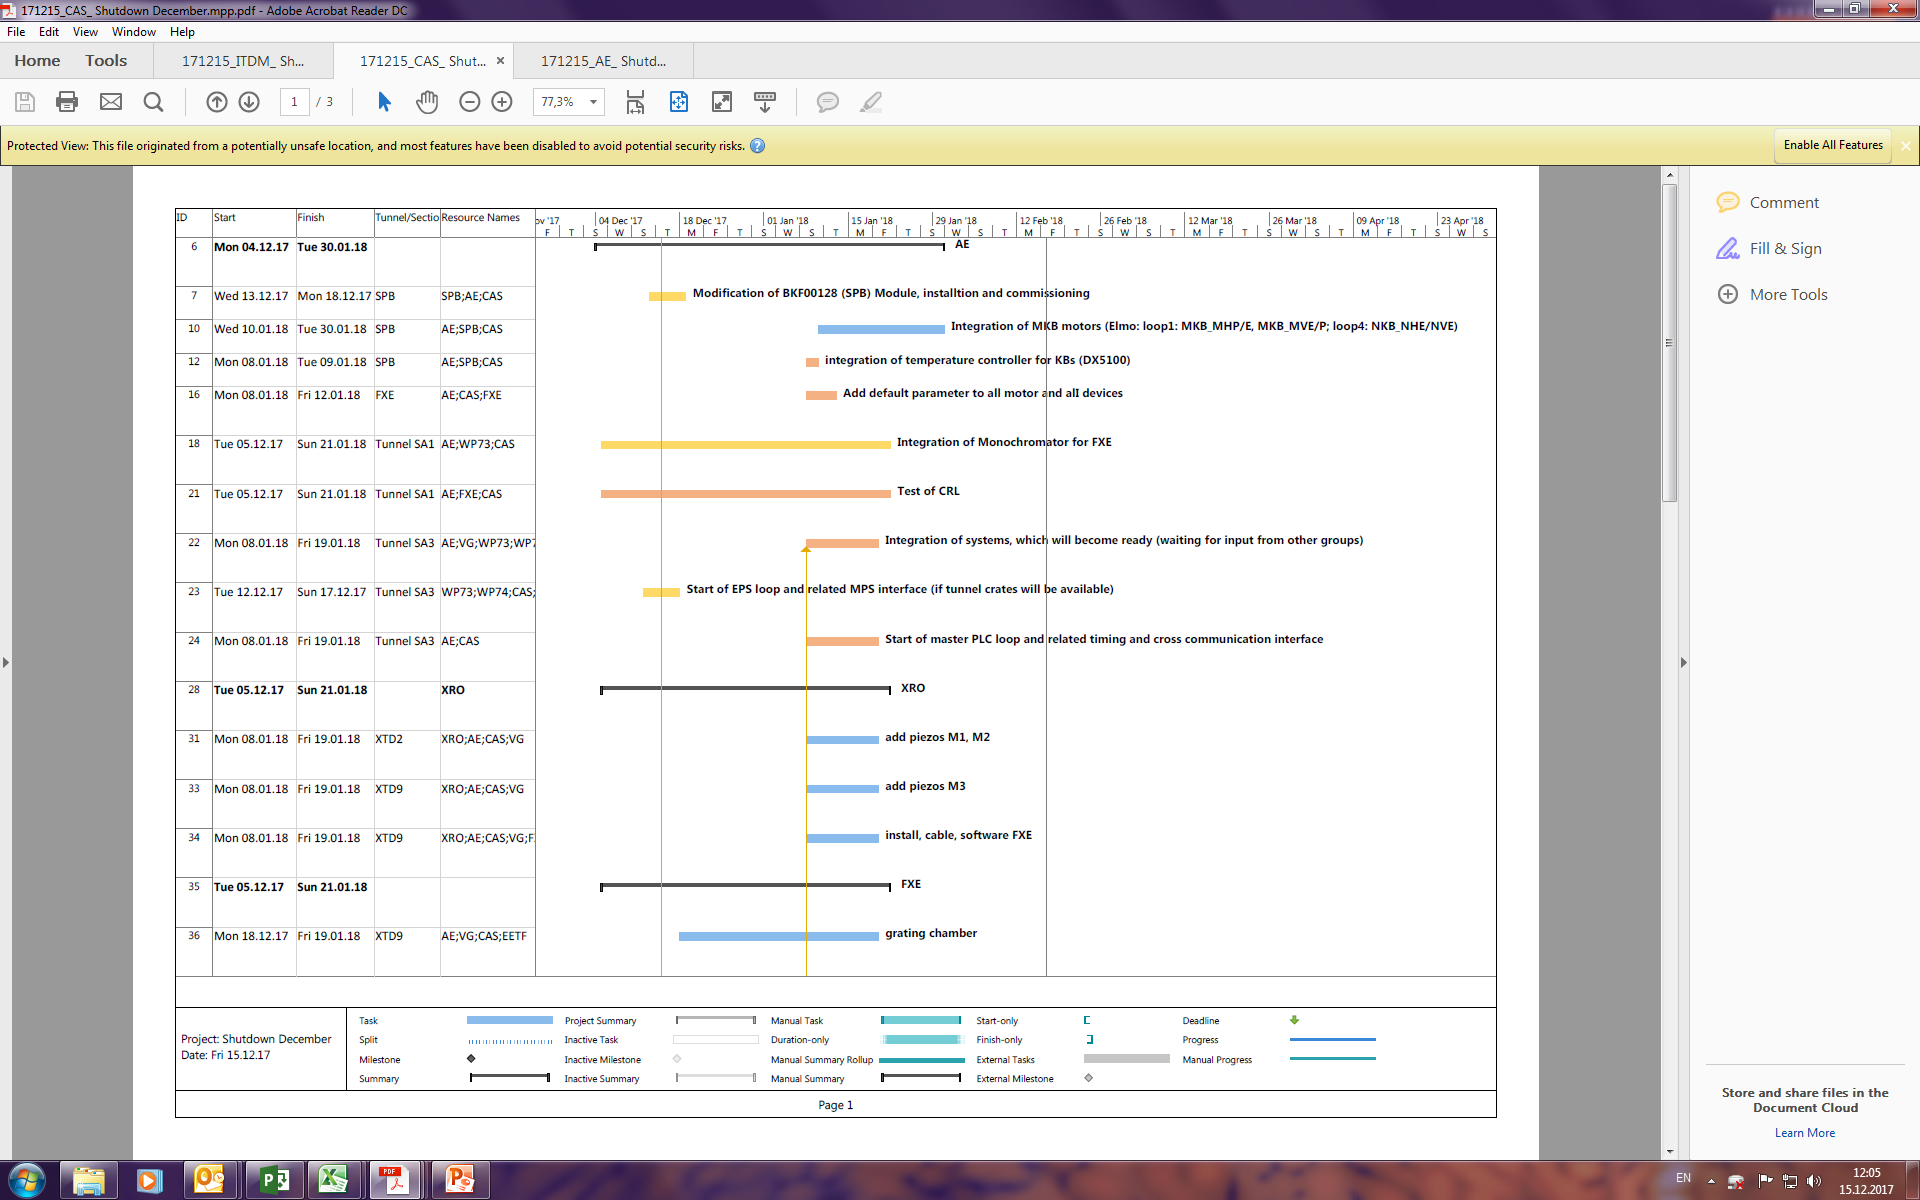 171215_CAS_ Shutdown December.mpp.pdf - Adobe Acrobat Reader DC
File Edit View Window Help
Home Tools 171215_ITDM_ Sh... 171215_CAS_ Shut... × 171215_AE_ Shutd...
1 / 3 77,3%
Protected View: This file originated from a potentially unsafe location, and most features have been disabled to avoid potential security risks. ? Enable All Features
Comment
Fill & Sign
More Tools
ID Start Finish Tunnel/Sectio Resource Names ov '17 04 Dec '17 18 Dec '17 01 Jan '18 15 Jan '18 29 Jan '18 12 Feb '18 26 Feb '18 12 Mar '18 26 Mar '18 09 Apr '18 23 Apr '18
F T S W S T M F T S W S T M F T S W S T M F T S W S T M F T S W S T M F T S W S
6 Mon 04.12.17 Tue 30.01.18 AE
7 Wed 13.12.17 Mon 18.12.17 SPB SPB;AE;CAS Modification of BKF00128 (SPB) Module, installtion and commissioning
10 Wed 10.01.18 Tue 30.01.18 SPB AE;SPB;CAS Integration of MKB motors (Elmo: loop1: MKB_MHP/E, MKB_MVE/P; loop4: NKB_NHE/NVE)
12 Mon 08.01.18 Tue 09.01.18 SPB AE;SPB;CAS integration of temperature controller for KBs (DX5100)
16 Mon 08.01.18 Fri 12.01.18 FXE AE;CAS;FXE Add default parameter to all motor and all devices
18 Tue 05.12.17 Sun 21.01.18 Tunnel SA1 AE;WP73;CAS Integration of Monochromator for FXE
21 Tue 05.12.17 Sun 21.01.18 Tunnel SA1 AE;FXE;CAS Test of CRL
22 Mon 08.01.18 Fri 19.01.18 Tunnel SA3 AE;VG;WP73;WP7 Integration of systems, which will become ready (waiting for input from other groups)
23 Tue 12.12.17 Sun 17.12.17 Tunnel SA3 WP73;WP74;CAS; Start of EPS loop and related MPS interface (if tunnel crates will be available)
24 Mon 08.01.18 Fri 19.01.18 Tunnel SA3 AE;CAS Start of master PLC loop and related timing and cross communication interface
28 Tue 05.12.17 Sun 21.01.18 XRO XRO
31 Mon 08.01.18 Fri 19.01.18 XTD2 XRO;AE;CAS;VG add piezos M1, M2
33 Mon 08.01.18 Fri 19.01.18 XTD9 XRO;AE;CAS;VG add piezos M3
34 Mon 08.01.18 Fri 19.01.18 XTD9 XRO;AE;CAS;VG;F install, cable, software FXE
35 Tue 05.12.17 Sun 21.01.18 FXE
36 Mon 18.12.17 Fri 19.01.18 XTD9 AE;VG;CAS;EETF grating chamber
Project: Shutdown December
Date: Fri 15.12.17
Task Project Summary Manual Task Start-only Deadline
Split Inactive Task Duration-only Finish-only Progress
Milestone Inactive Milestone Manual Summary Rollup External Tasks Manual Progress
Summary Inactive Summary Manual Summary External Milestone
Page 1
Store and share files in the
Document Cloud
Learn More
EN 12:05
15.12.2017